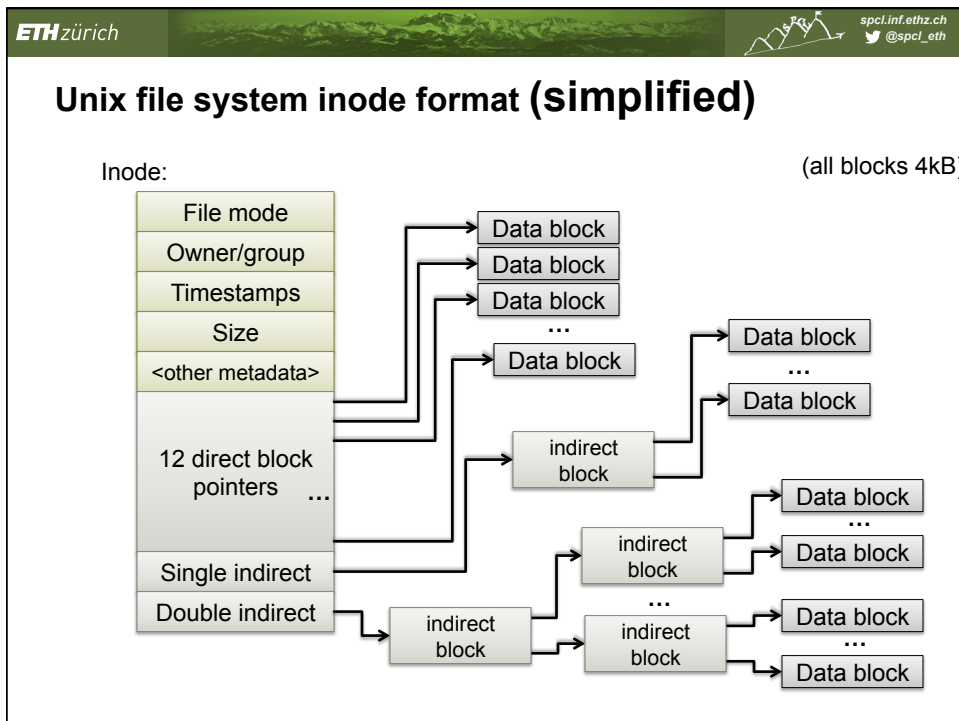 ETH zürich
spcl.inf.ethz.ch
@spcl_eth
Unix file system inode format (simplified)
Inode:
(all blocks 4kB)
File mode
Owner/group
Timestamps
Size
<other metadata>
12 direct block
pointers ...
Single indirect
Double indirect
Data block
Data block
Data block
...
Data block
indirect
block
Data block
...
Data block
indirect
block
indirect
block
...
indirect
block
Data block
...
Data block
Data block
...
Data block